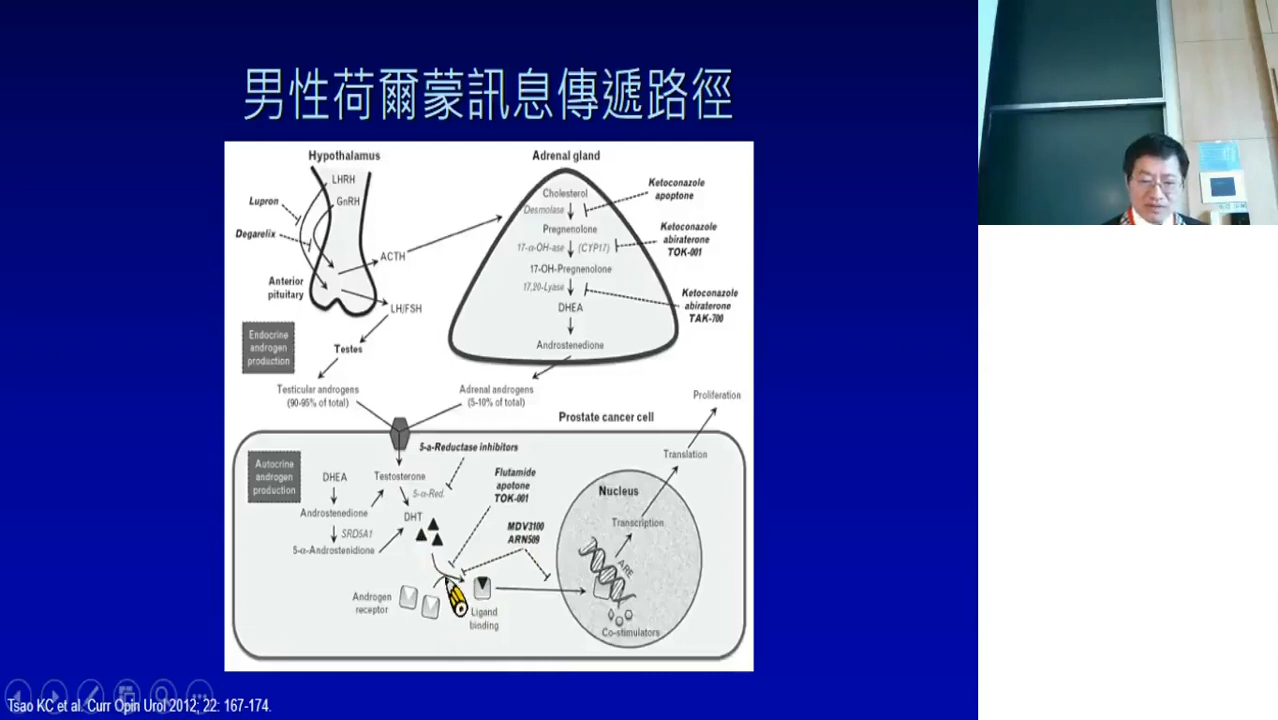 男性荷爾蒙訊息傳遞路徑
Hypothalamus
LHRH
GnRH
Lupron
Degarelix
ACTH
Anterior
pituitary
LH/FSH
Endocrine
androgen
production
Testes
Testicular androgens
(90-95% of total)
Adrenal gland
Cholesterol
Desmolase
Pregnenolone
17-α-OH-ase (CYP17)
17-OH-Pregnenolone
17,20-Lyase
DHEA
Androstenedione
Ketoconazole
apoptone
Ketoconazole
abiraterone
TOK-001
Ketoconazole
abiraterone
TAK-700
Adrenal androgens
(5-10% of total)
Prostate cancer cell
Proliferation
Translation
5-a-Reductase inhibitors
Autocrine
androgen
production
DHEA
Testosterone
5-α-Red.
Androstenedione
DHT
SRD5A1
5-α-Androstenidione
Flutamide
apotone
TOK-001
MDV3100
ARN509
Nucleus
Transcription
ARE
Androgen
receptor
Ligand
binding
Co-stimulators
Tsao KC et al. Curr Opin Urol 2012; 22: 167-174.